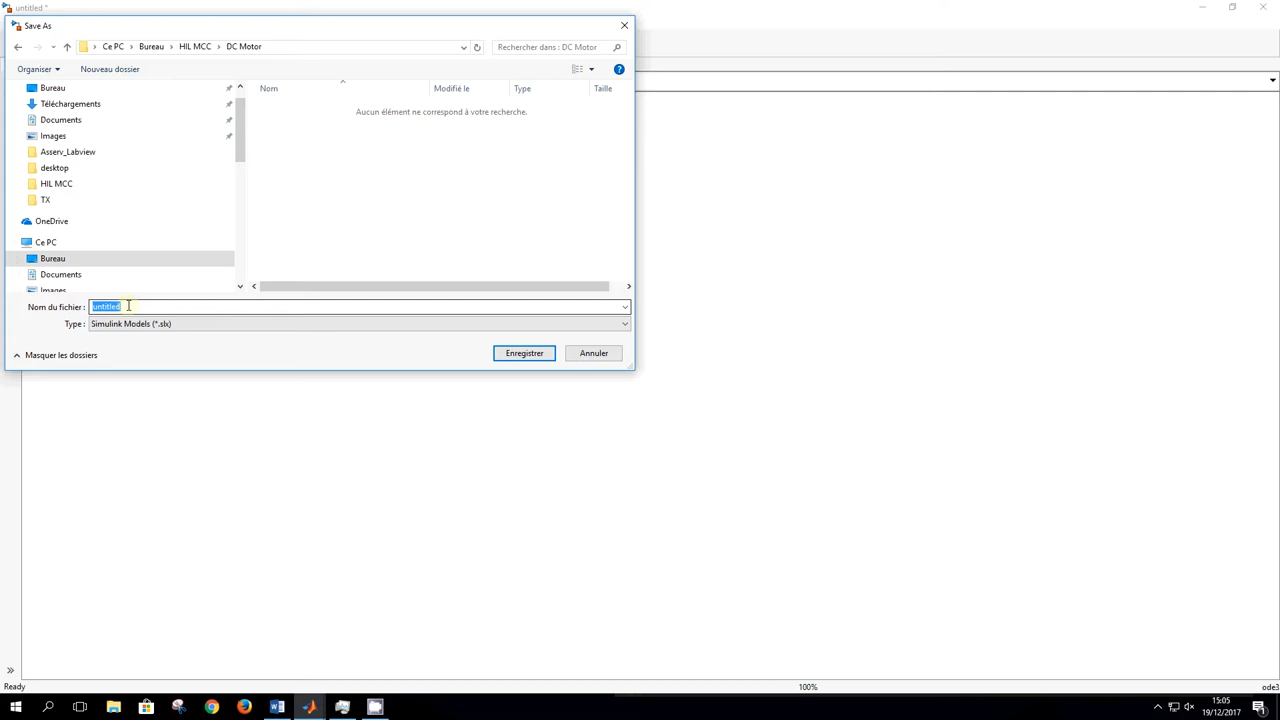 untitled *
Save As
Ce PC
Bureau
HIL MCC
DC Motor
Rechercher dans : DC Motor
Organiser
Nouveau dossier
?
Bureau
Téléchargements
Documents
Images
Asserv_Labview
desktop
HIL MCC
TX
OneDrive
Ce PC
Bureau
Documents
Images
Nom
Modifié le
Type
Taille
Aucun élément ne correspond à votre recherche.
Nom du fichier :
untitled
Type :
Simulink Models (*.slx)
Masquer les dossiers
Enregistrer
Annuler
Ready
100%
ode3
15:05
19/12/2017
1